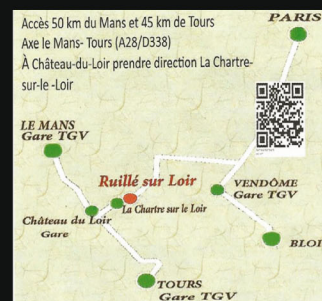 Accès 50 km du Mans et 45 km de Tours
Axe le Mans- Tours (A28/D338)
À Château-du-Loir prendre direction La Chartre-
sur-le -Loir
PARIS
LE MANS
Gare TGV
Ruillé sur Loir
VENDÔME
Gare TGV
La Chartre sur le Loir
Château du Loir
Gare
BLOI
TOURS
Gare TGV